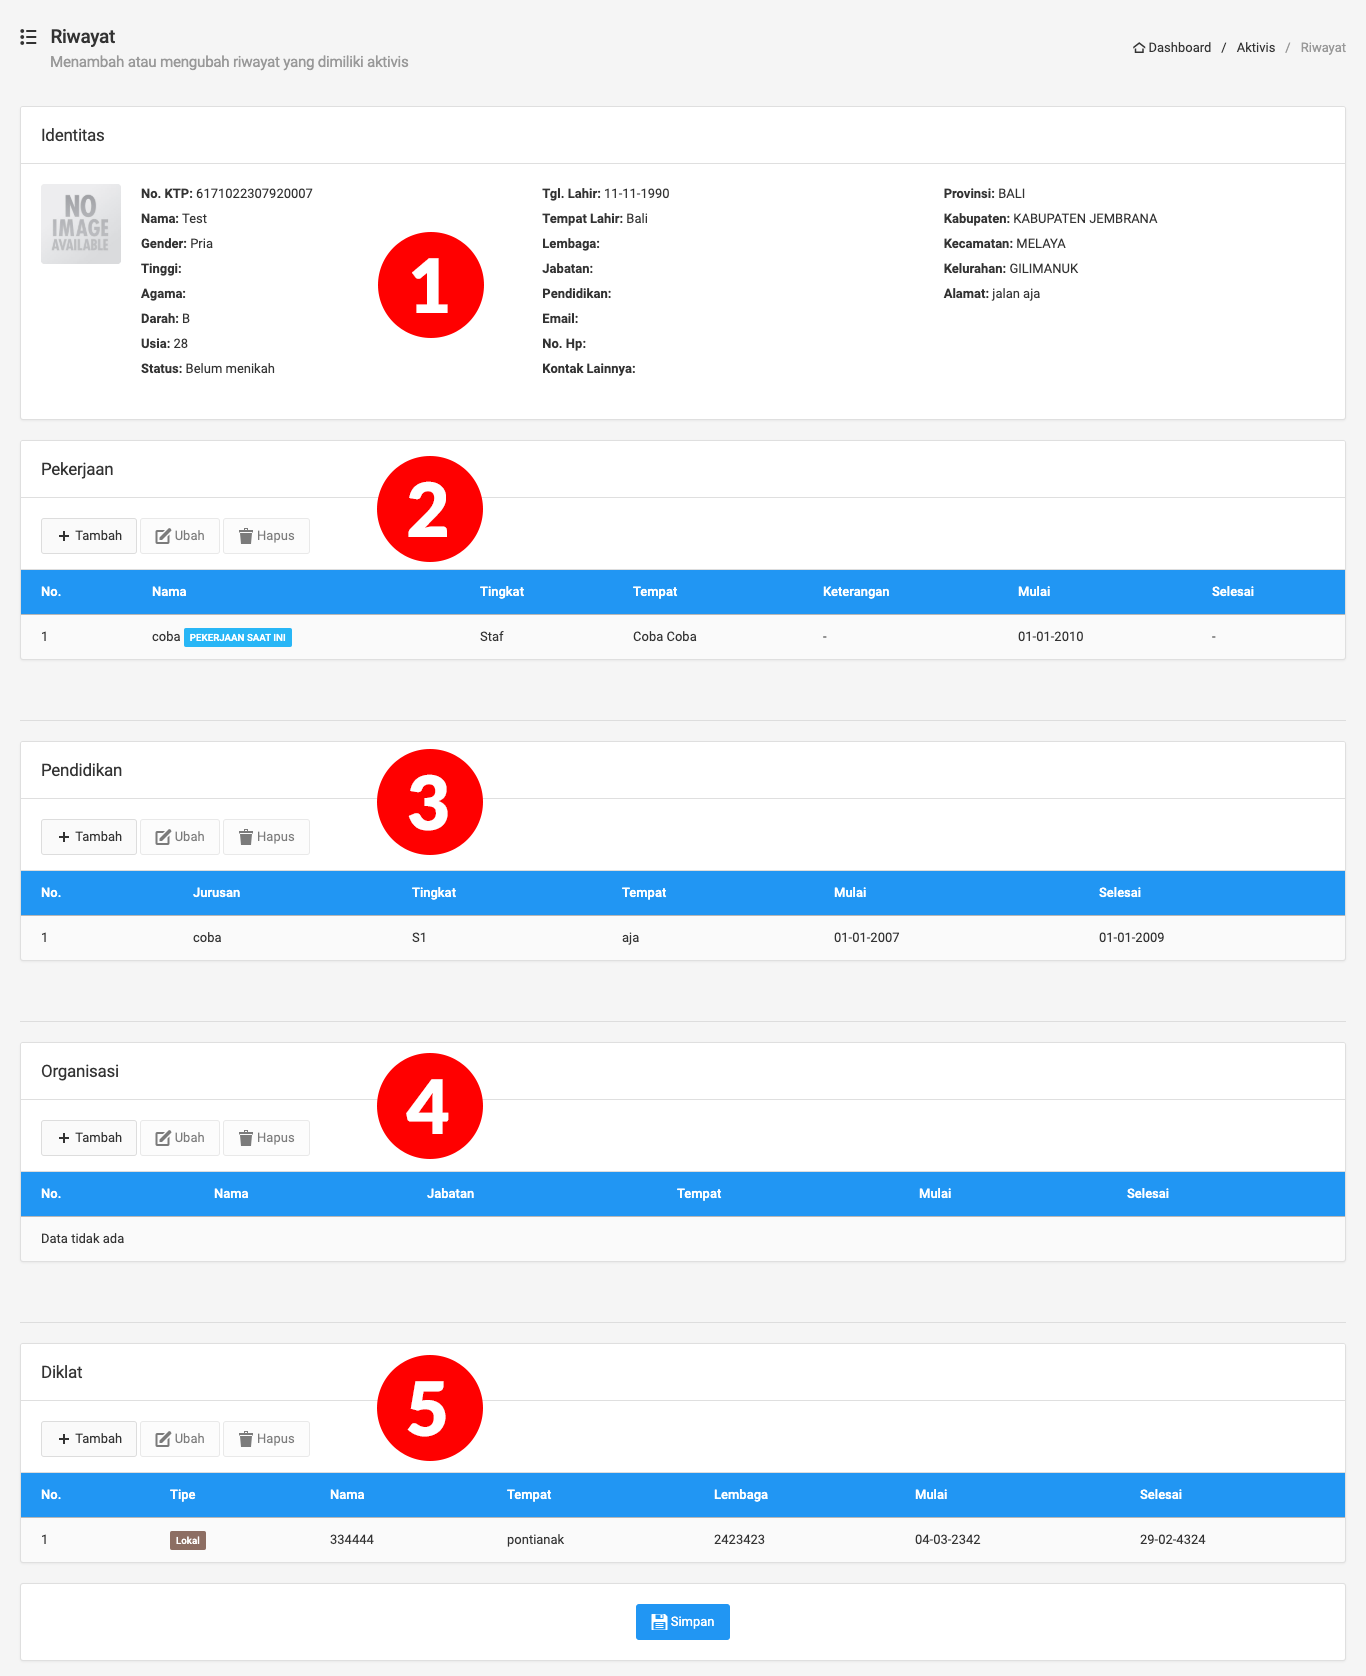 Riwayat
Menambah atau mengubah riwayat yang dimiliki aktivis
Dashboard / Aktivis / Riwayat
Identitas
NO
IMAGE
AVAILABLE
No. KTP: 6171022307920007
Nama: Test
Gender: Pria
Tinggi:
Agama:
Darah: B
Usia: 28
Status: Belum menikah
1
Tgl. Lahir: 11-11-1990
Tempat Lahir: Bali
Lembaga:
Jabatan:
Pendidikan:
Email:
No. Hp:
Kontak Lainnya:
Provinsi: BALI
Kabupaten: KABUPATEN JEMBRANA
Kecamatan: MELAYA
Kelurahan: GILIMANUK
Alamat: jalan aja
Pekerjaan
2
+ Tambah Ubah Hapus
No. Nama Tingkat Tempat Keterangan Mulai Selesai
1 coba PEKERJAAN SAAT INI Staf Coba Coba - 01-01-2010 -
Pendidikan
3
+ Tambah Ubah Hapus
No. Jurusan Tingkat Tempat Mulai Selesai
1 coba S1 aja 01-01-2007 01-01-2009
Organisasi
4
+ Tambah Ubah Hapus
No. Nama Jabatan Tempat Mulai Selesai
Data tidak ada
Diklat
5
+ Tambah Ubah Hapus
No. Tipe Nama Tempat Lembaga Mulai Selesai
1 Lokal 334444 pontianak 2423423 04-03-2342 29-02-4324
Simpan